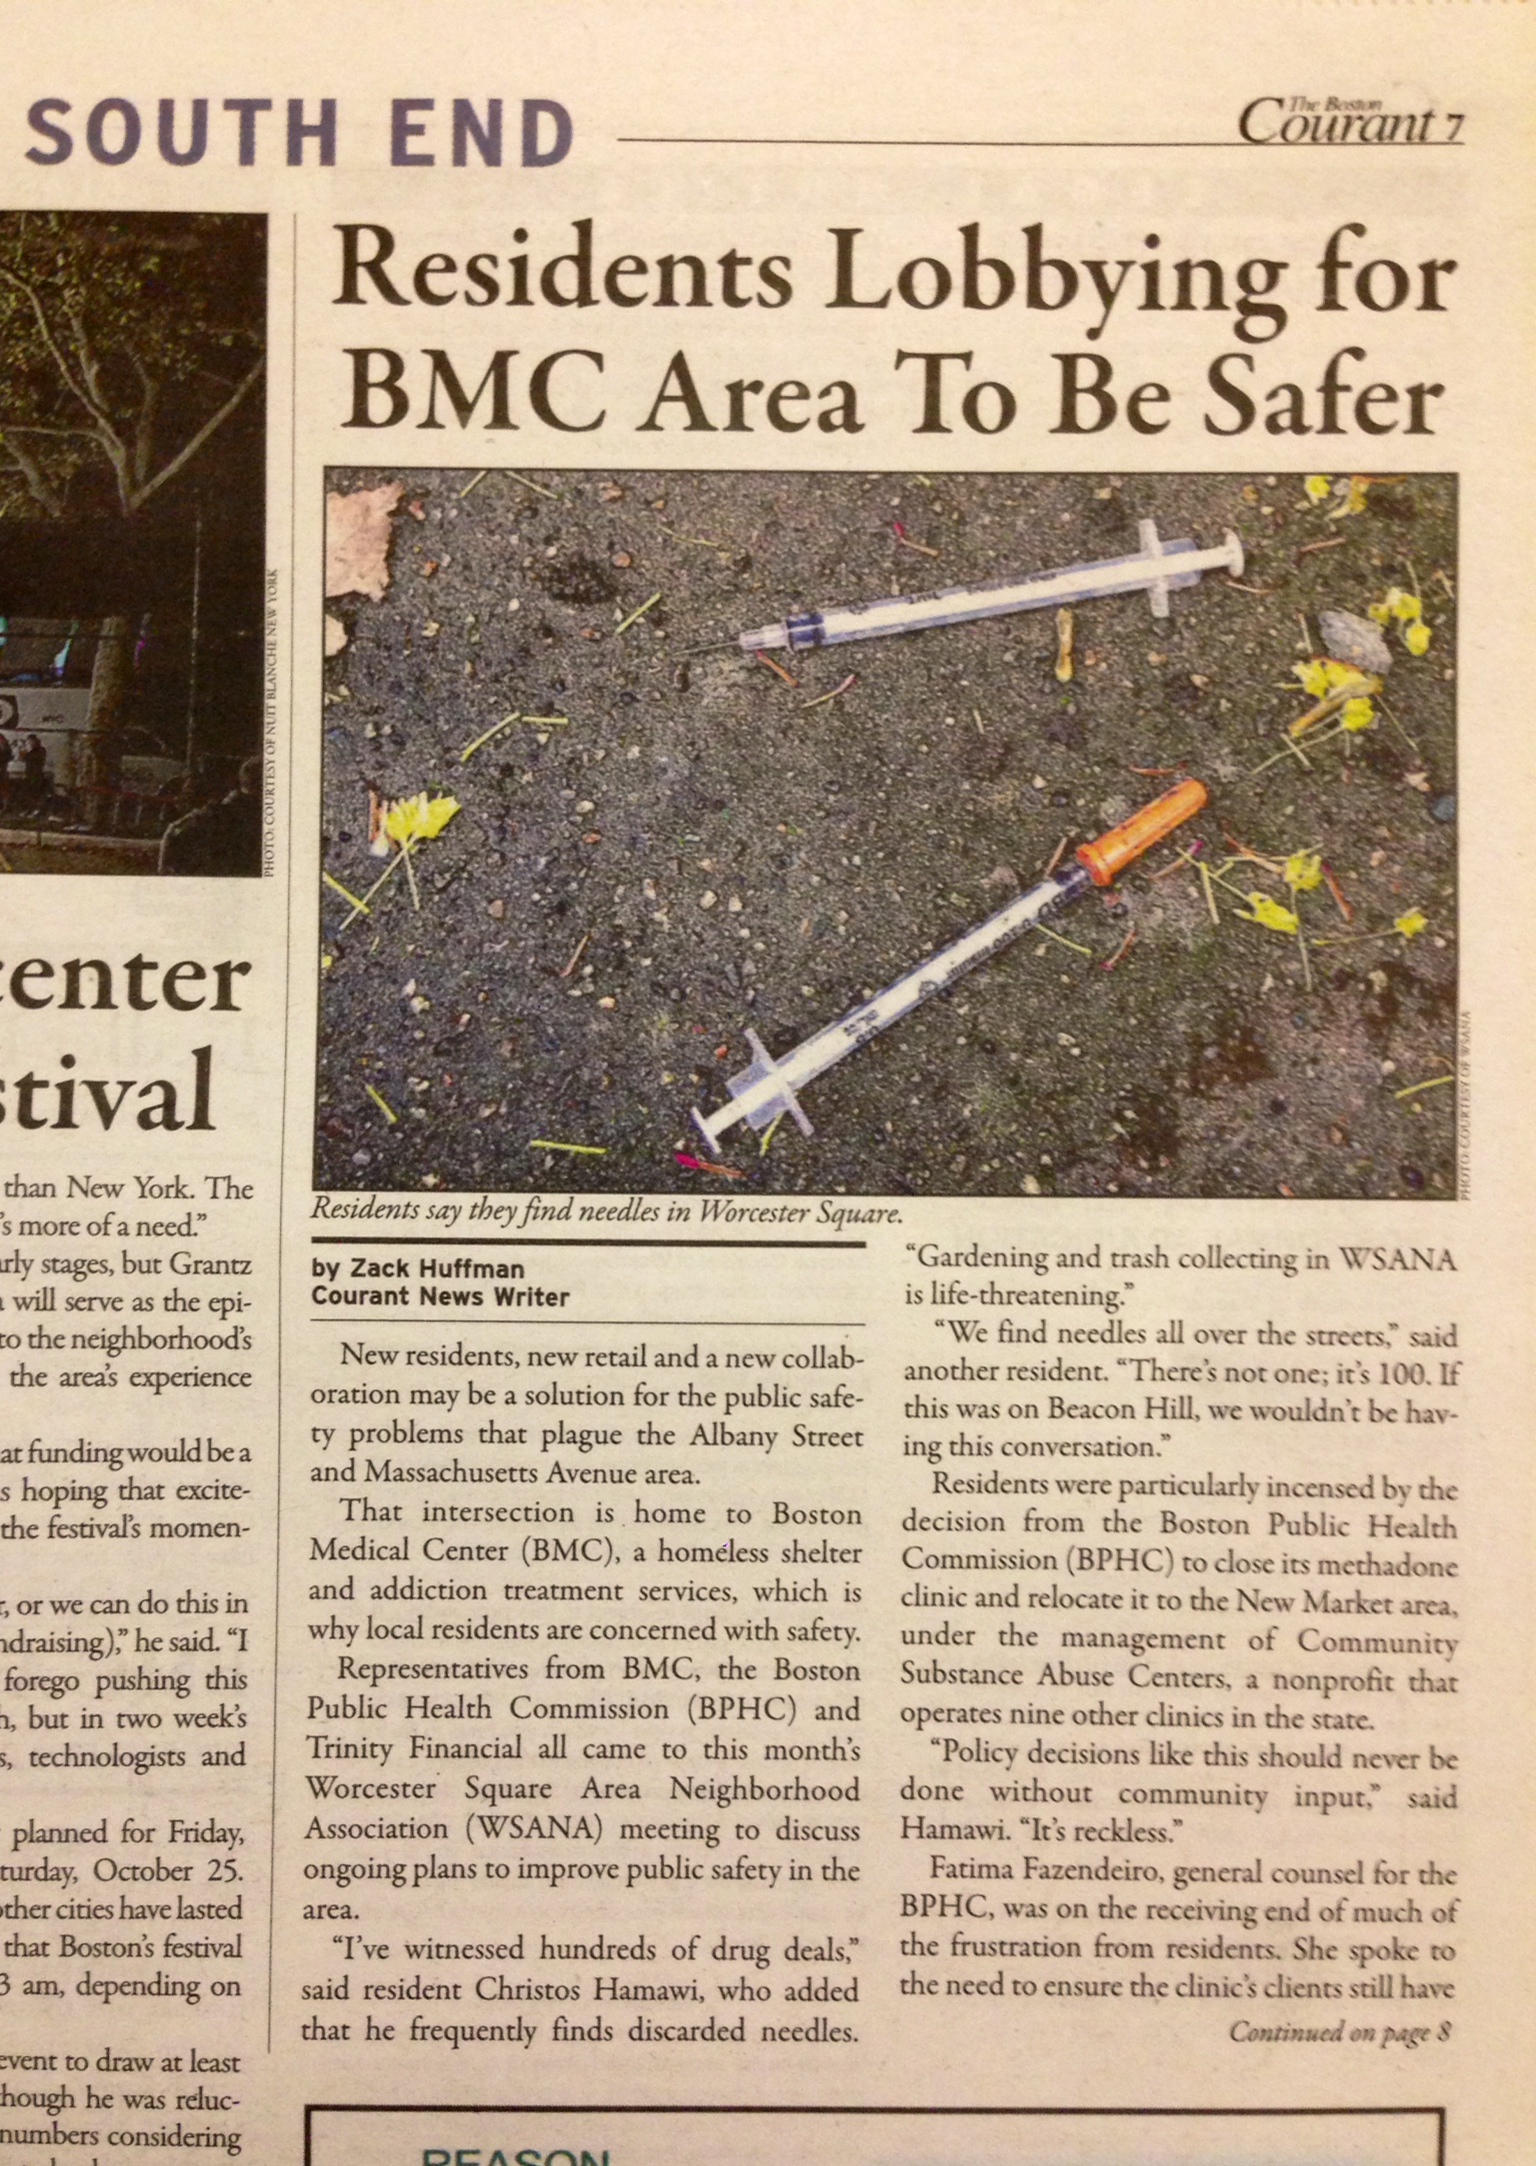 SOUTH END
The Boston
Courant 7
PHOTO: COURTESY OF NUIT BLANCHE NEW YORK
NYC
center
stival
than New York. The
's more of a need.”
rly stages, but Grantz
will serve as the epi-
to the neighborhood's
the area's experience
at funding would be a
s hoping that excite-
the festival's momen-
r, or we can do this in
ndraising),” he said. “I
forego pushing this
h, but in two week's
s, technologists and
planned for Friday,
turday, October 25.
other cities have lasted
that Boston's festival
3 am, depending on
event to draw at least
hough he was reluc-
numbers considering
Residents Lobbying for
BMC Area To Be Safer
PHOTO: COURTESY OF WSANA
Residents say they find needles in Worcester Square.
by Zack Huffman
Courant News Writer
New residents, new retail and a new collab-
oration may be a solution for the public safe-
ty problems that plague the Albany Street
and Massachusetts Avenue area.
That intersection is home to Boston
Medical Center (BMC), a homeless shelter
and addiction treatment services, which is
why local residents are concerned with safety.
Representatives from BMC, the Boston
Public Health Commission (BPHC) and
Trinity Financial all came to this month's
Worcester Square Area Neighborhood
Association (WSANA) meeting to discuss
ongoing plans to improve public safety in the
area.
“I've witnessed hundreds of drug deals,”
said resident Christos Hamawi, who added
that he frequently finds discarded needles.
“Gardening and trash collecting in WSANA
is life-threatening.”
“We find needles all over the streets,” said
another resident. “There's not one; it's 100. If
this was on Beacon Hill, we wouldn't be hav-
ing this conversation.”
Residents were particularly incensed by the
decision from the Boston Public Health
Commission (BPHC) to close its methadone
clinic and relocate it to the New Market area,
under the management of Community
Substance Abuse Centers, a nonprofit that
operates nine other clinics in the state.
“Policy decisions like this should never be
done without community input,” said
Hamawi. “It's reckless.”
Fatima Fazendeiro, general counsel for the
BPHC, was on the receiving end of much of
the frustration from residents. She spoke to
the need to ensure the clinic's clients still have
Continued on page 8
REASON